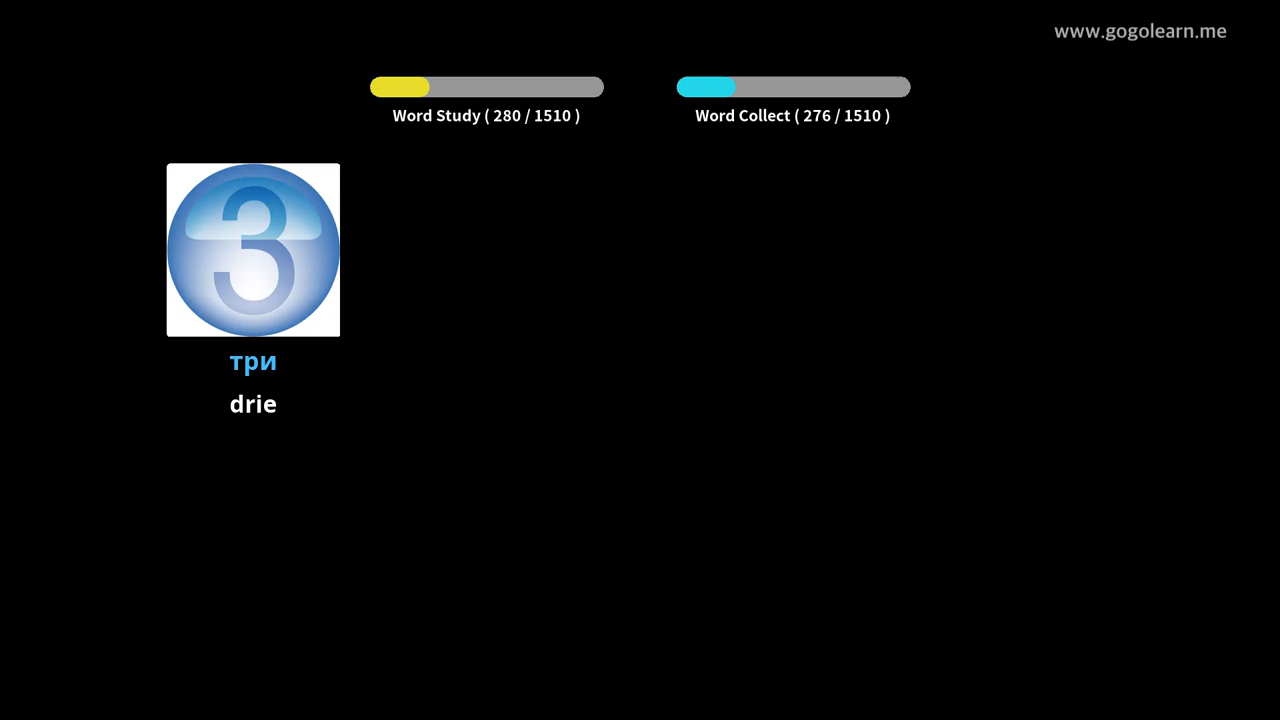 www.gogolearn.me
Word Study ( 280 / 1510 )
Word Collect ( 276 / 1510 )
3
три
drie